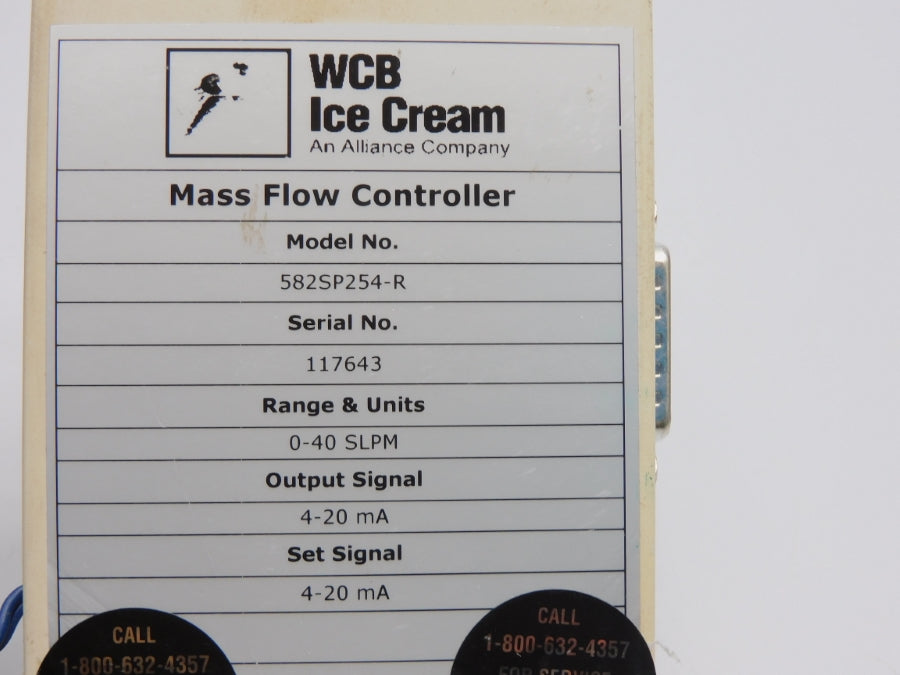 WCB
Ice Cream
An Alliance Company
Mass Flow Controller
Model No.
582SP254-R
Serial No.
117643
Range & Units
0-40 SLPM
Output Signal
4-20 mA
Set Signal
4-20 mA
CALL
1-800-632-4357
CALL
1-800-632-4357
FOR SERVICE